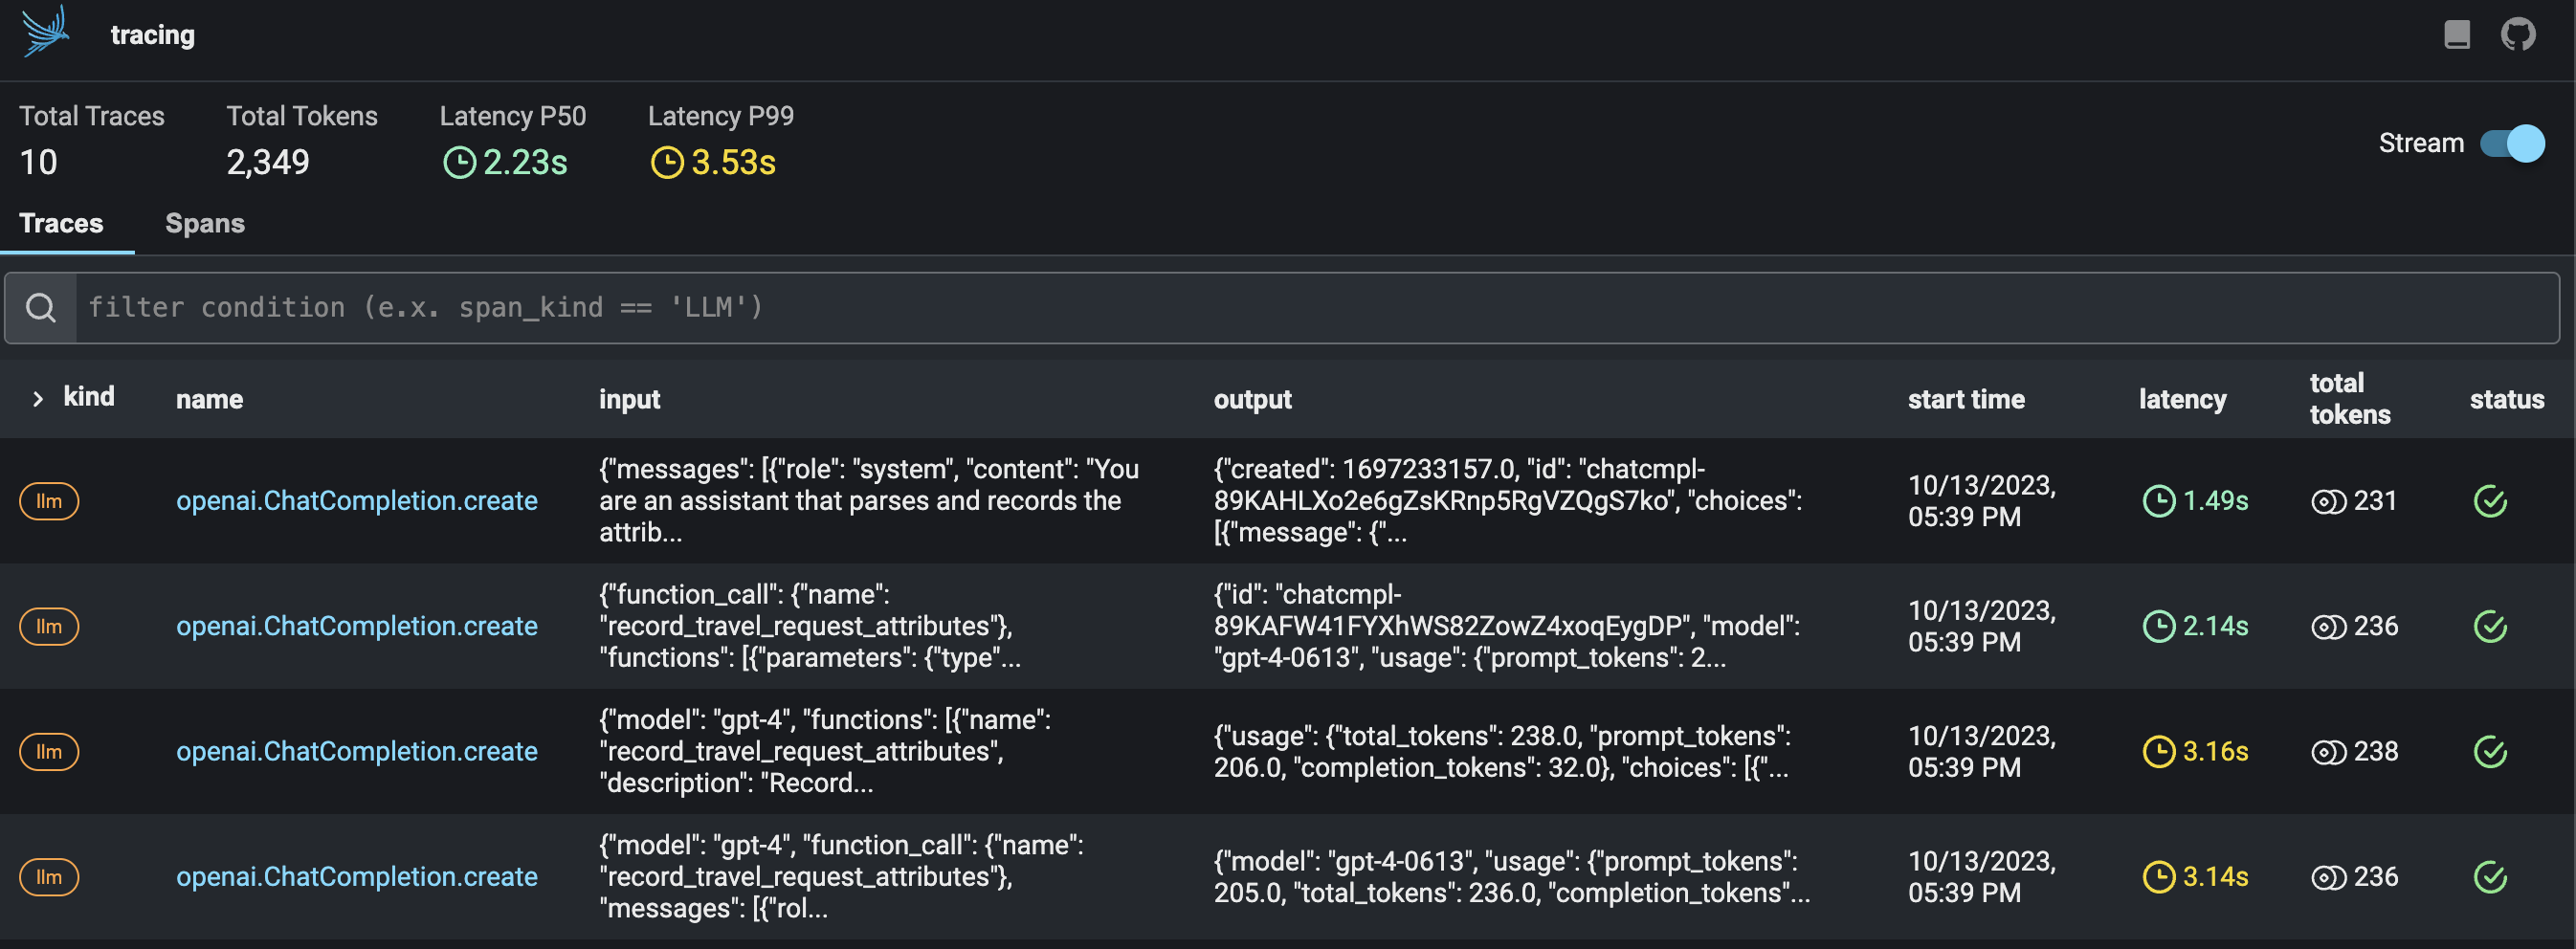 tracing
Total Traces
10
Total Tokens
2,349
Latency P50
2.23s
Latency P99
3.53s
Stream
Traces
Spans
filter condition (e.x. span_kind == 'LLM')
kind
name
input
output
start time
latency
total
tokens
status
llm
openai.ChatCompletion.create
{"messages": [{"role": "system", "content": "You
are an assistant that parses and records the
attrib...
{"created": 1697233157.0, "id": "chatcmpl-
89KAHLXo2e6gZsKRnp5RgVZQgS7ko", "choices":
[{"message": {"...
10/13/2023,
05:39 PM
1.49s
231
llm
openai.ChatCompletion.create
{"function_call": {"name":
"record_travel_request_attributes"},
"functions": [{"parameters": {"type"...
{"id": "chatcmpl-
89KAFW41FYXhWS82ZowZ4xoqEygDP", "model":
"gpt-4-0613", "usage": {"prompt_tokens": 2...
10/13/2023,
05:39 PM
2.14s
236
llm
openai.ChatCompletion.create
{"model": "gpt-4", "functions": [{"name":
"record_travel_request_attributes",
"description": "Record...
{"usage": {"total_tokens": 238.0, "prompt_tokens":
206.0, "completion_tokens": 32.0}, "choices": [{"...
10/13/2023,
05:39 PM
3.16s
238
llm
openai.ChatCompletion.create
{"model": "gpt-4", "function_call": {"name":
"record_travel_request_attributes"},
"messages": [{"rol...
{"model": "gpt-4-0613", "usage": {"prompt_tokens":
205.0, "total_tokens": 236.0, "completion_tokens"...
10/13/2023,
05:39 PM
3.14s
236